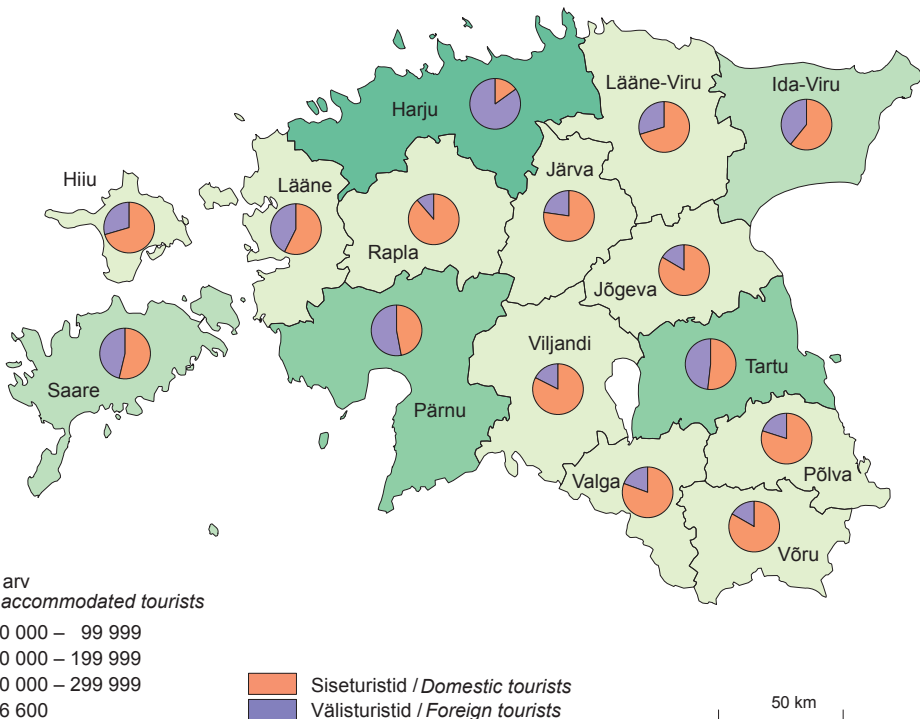 Lääne-Viru
Ida-Viru
Harju
Järva
Hiiu
Lääne
Rapla
Jõgeva
Viljandi
Tartu
Saare
Pärnu
Põlva
Valga
Võru
arv
accommodated tourists
0 000 – 99 999
0 000 – 199 999
0 000 – 299 999
6 600
Siseturistid / Domestic tourists
Välisturistid / Foreign tourists
50 km